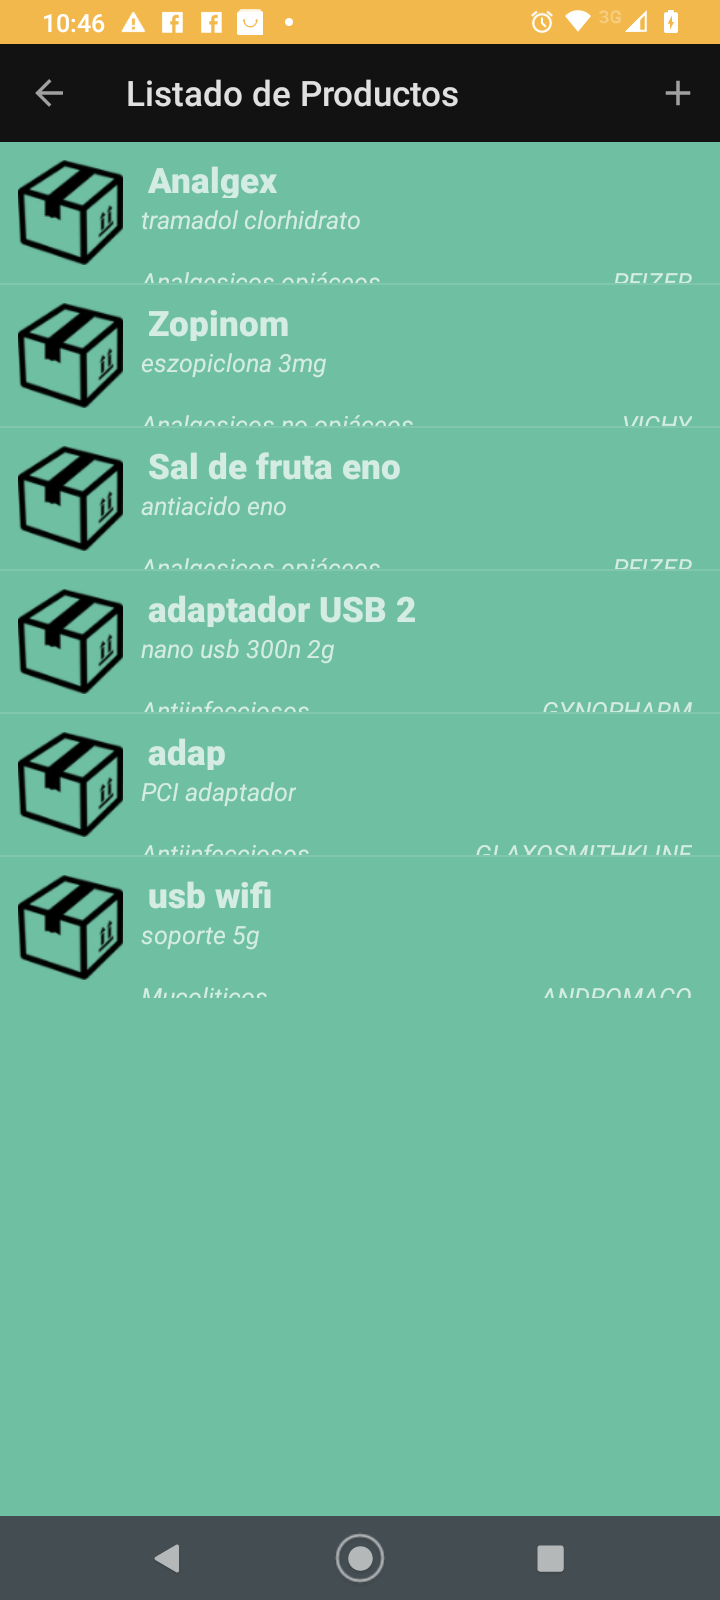 10:46 3G
Listado de Productos
Analgex
tramadol clorhidrato
Analgesicos opiáceos PFIZER
Zopinom
eszopiclona 3mg
Analgesicos no opiáceos VICHY
Sal de fruta eno
antiacido eno
Analgesicos opiáceos PFIZER
adaptador USB 2
nano usb 300n 2g
Antiinfecciosos GYNOPHARM
adap
PCI adaptador
Antiinfecciosos GLAXOSMITHKLINE
usb wifi
soporte 5g
Mucoliticos ANDROMACO